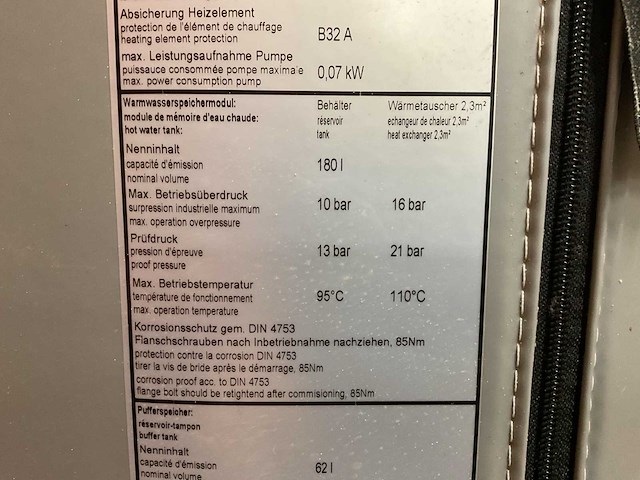 Absicherung Heizelement
protection de l'élément de chauffage
heating element protection B32 A
max. Leistungsaufnahme Pumpe
puissance consommée pompe maximale 0,07 kW
max. power consumption pump
Warmwasserspeichermodul: Behälter Wärmetauscher 2,3m²
module de mémoire d'eau chaude: réservoir echangeur de chaleur 2,3m²
hot water tank: tank heat exchanger 2,3m²
Nenninhalt
capacité d'émission 180 l
nominal volume
Max. Betriebsüberdruck
surpression industrielle maximum 10 bar 16 bar
max. operation overpressure
Prüfdruck
pression d'épreuve 13 bar 21 bar
proof pressure
Max. Betriebstemperatur
température de fonctionnement 95°C 110°C
max. operation temperature
Korrosionsschutz gem. DIN 4753
Flanschschrauben nach Inbetriebnahme nachziehen, 85Nm
protection contre la corrosion DIN 4753
tirer la vis de bride après le démarrage, 85Nm
corrosion proof acc. to DIN 4753
flange bolt should be retightend after commisioning, 85Nm
Pufferspeicher:
réservoir-tampon
buffer tank
Nenninhalt
capacité d'émission 62 l
nominal volume